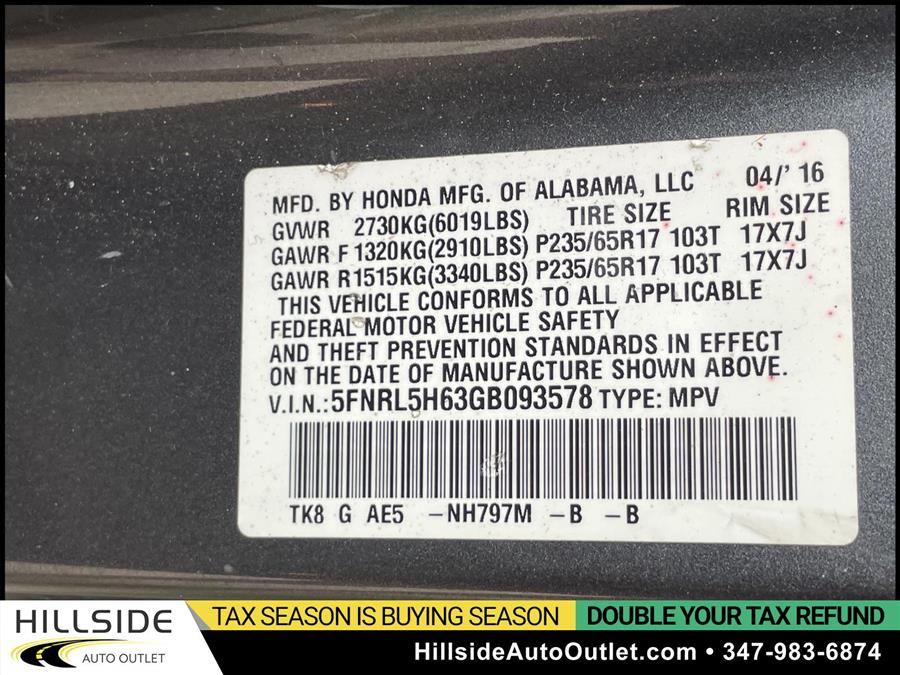 MFD. BY HONDA MFG. OF ALABAMA, LLC 04/' 16
GVWR 2730KG(6019LBS) TIRE SIZE RIM SIZE
GAWR F 1320KG(2910LBS) P235/65R17 103T 17X7J
GAWR R1515KG(3340LBS) P235/65R17 103T 17X7J
THIS VEHICLE CONFORMS TO ALL APPLICABLE
FEDERAL MOTOR VEHICLE SAFETY
AND THEFT PREVENTION STANDARDS IN EFFECT
ON THE DATE OF MANUFACTURE SHOWN ABOVE.
V.I.N.:5FNRL5H63GB093578 TYPE: MPV
TK8 G AE5 -NH797M -B -B
HILLSIDE
AUTO OUTLET
TAX SEASON IS BUYING SEASON
DOUBLE YOUR TAX REFUND
HillsideAutoOutlet.com • 347-983-6874